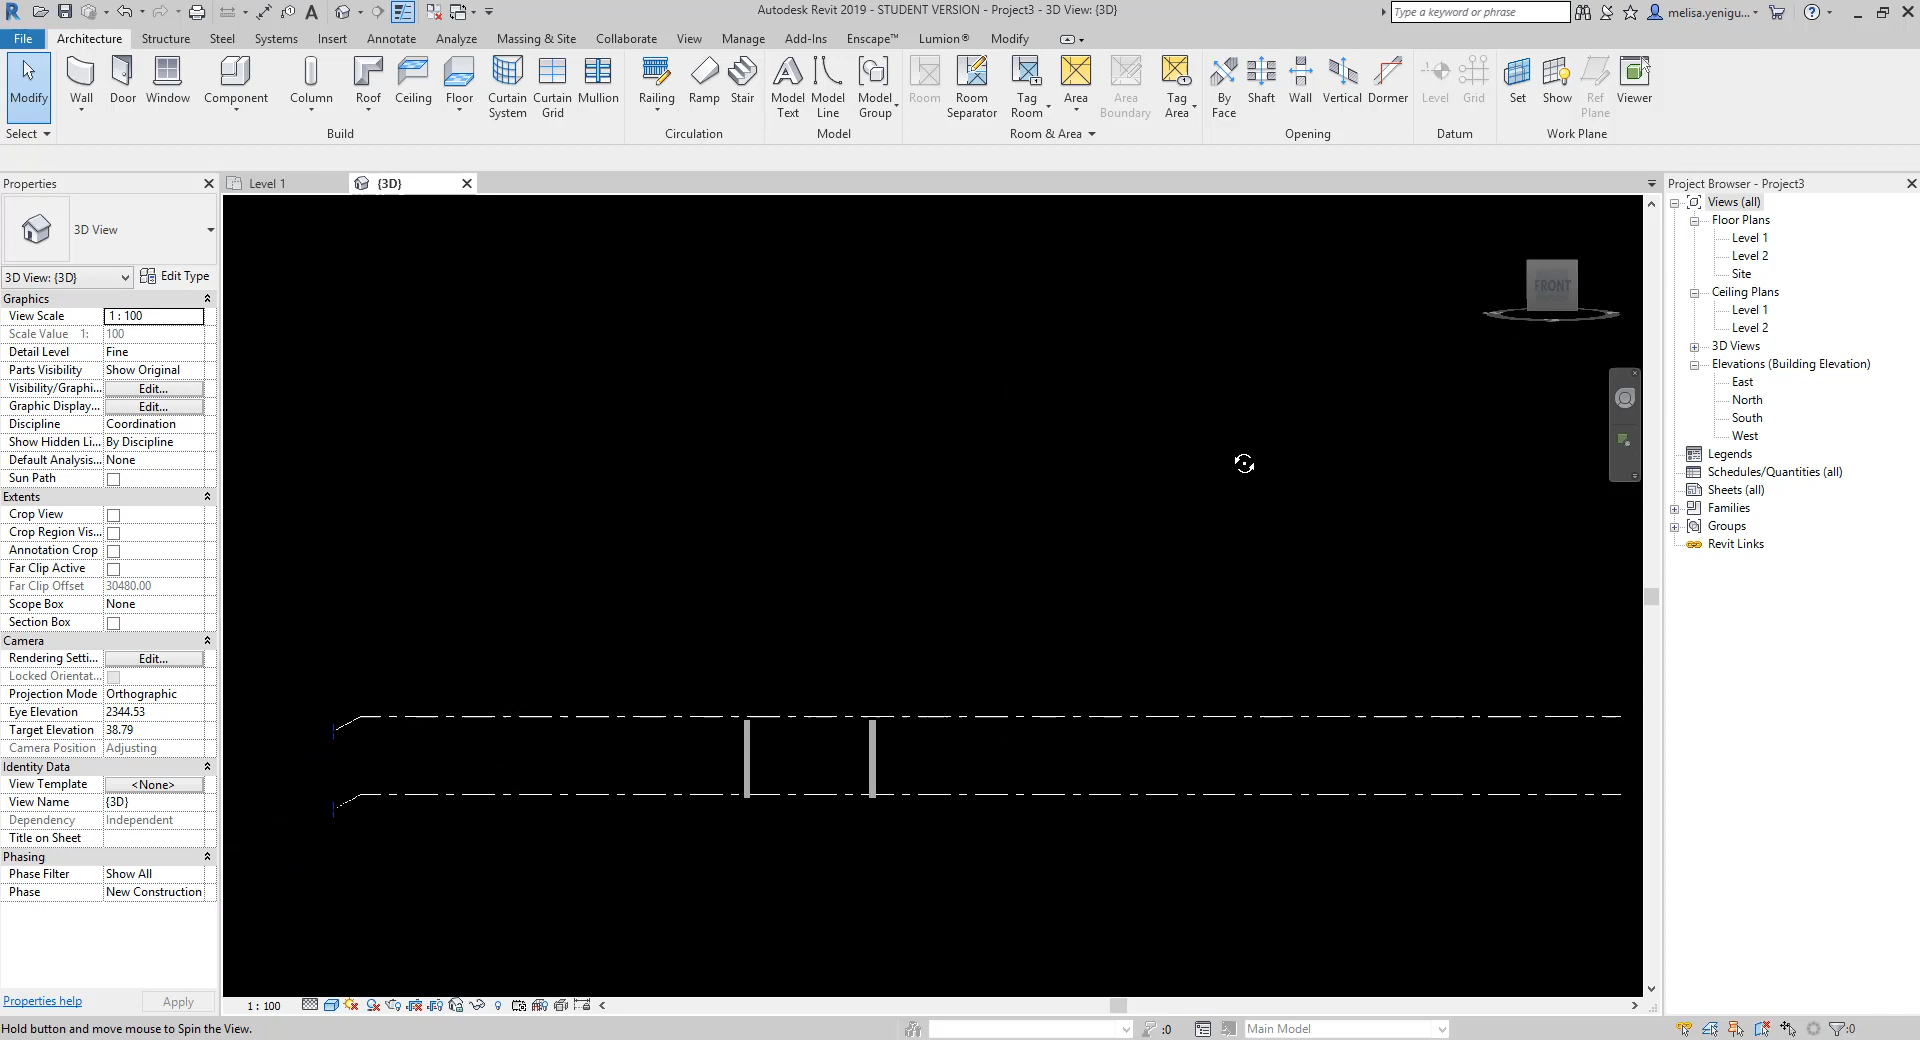 Autodesk Revit 2019 - STUDENT VERSION - Project3 - 3D View: {3D}
Type a keyword or phrase
melisa.yenigu...
File Architecture Structure Steel Systems Insert Annotate Analyze Massing & Site Collaborate View Manage Add-Ins Enscape™ Lumion® Modify
Modify Wall Door Window Component Column Roof Ceiling Floor Curtain System Curtain Grid Mullion Railing Ramp Stair Model Text Model Line Model Group Room Room Separator Tag Room Area Area Boundary Tag Area By Face Shaft Wall Vertical Dormer Level Grid Set Show Ref Plane Viewer
Select Build Circulation Model Room & Area Opening Datum Work Plane
Properties
Level 1
{3D}
3D View
3D View: {3D}
Edit Type
Graphics
View Scale 1 : 100
Scale Value 1: 100
Detail Level Fine
Parts Visibility Show Original
Visibility/Graphi... Edit...
Graphic Display... Edit...
Discipline Coordination
Show Hidden Li... By Discipline
Default Analysis... None
Sun Path
Extents
Crop View
Crop Region Vis...
Annotation Crop
Far Clip Active
Far Clip Offset 30480.00
Scope Box None
Section Box
Camera
Rendering Setti... Edit...
Locked Orientat...
Projection Mode Orthographic
Eye Elevation 2344.53
Target Elevation 38.79
Camera Position Adjusting
Identity Data
View Template <None>
View Name {3D}
Dependency Independent
Title on Sheet
Phasing
Phase Filter Show All
Phase New Construction
Properties help
Apply
FRONT
Project Browser - Project3
Views (all)
Floor Plans
Level 1
Level 2
Site
Ceiling Plans
Level 1
Level 2
3D Views
Elevations (Building Elevation)
East
North
South
West
Legends
Schedules/Quantities (all)
Sheets (all)
Families
Groups
Revit Links
1 : 100
Hold button and move mouse to Spin the View.
:0
Main Model
:0